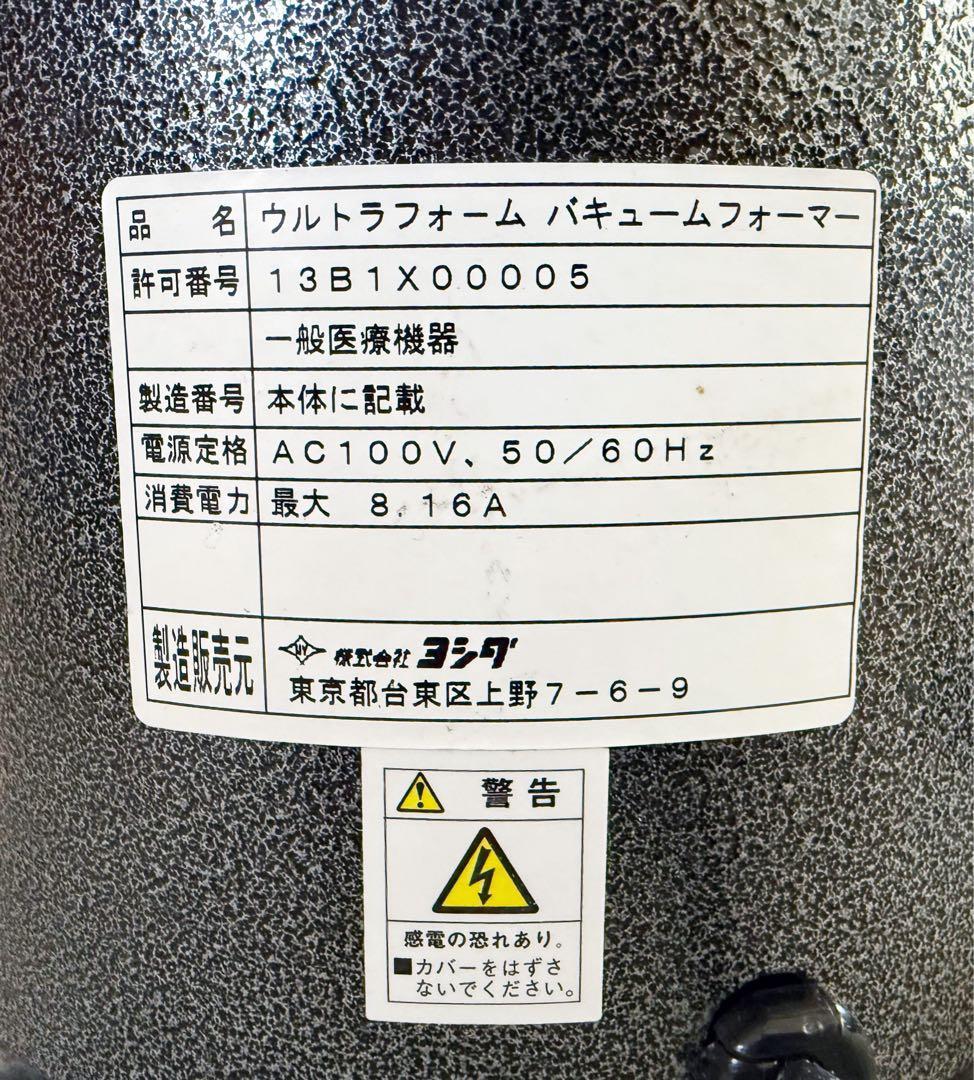 品 名 ウルトラフォーム バキュームフォーマー
許可番号 13B1X00005
一般医療機器
製造番号 本体に記載
電源定格 AC100V、50/60Hz
消費電力 最大 8.16A
製造販売元 株式会社ヨシダ
東京都台東区上野7-6-9
警告
感電の恐れあり。
■カバーをはずさ
ないでください。